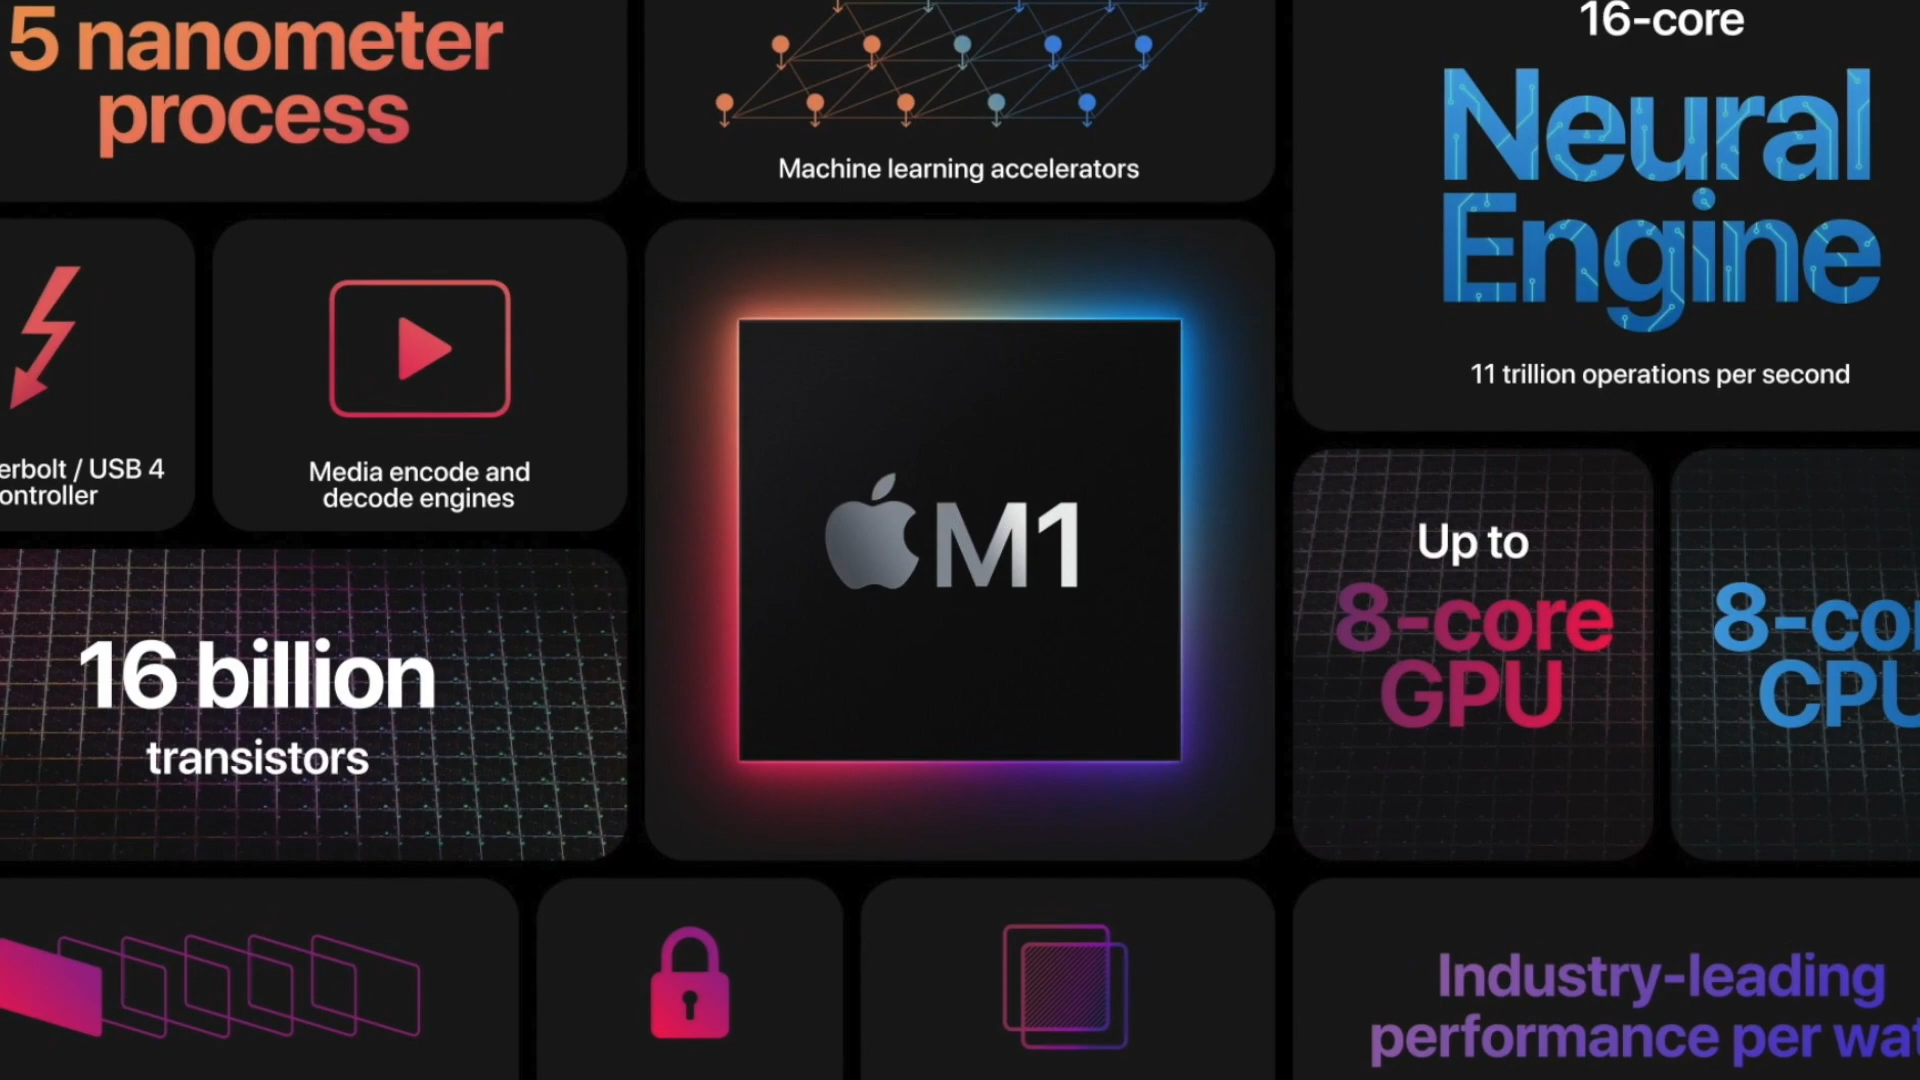 5 nanometer
process
Machine learning accelerators
16-core
Neural
Engine
11 trillion operations per second
erbolt / USB 4
ontroller
Media encode and
decode engines
M1
Up to
8-core
GPU
8-co
CPU
16 billion
transistors
Industry-leading
performance per wat